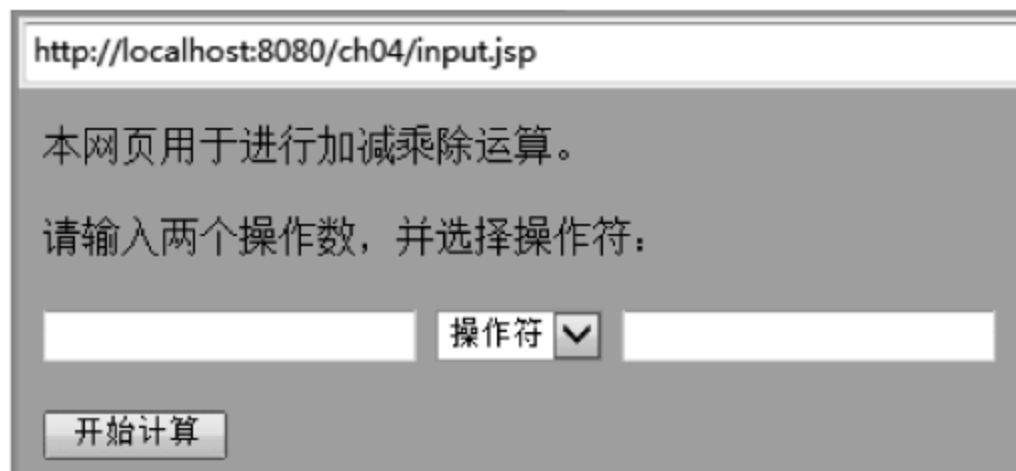 http://localhost:8080/ch04/input.jsp
本网页用于进行加减乘除运算。
请输入两个操作数，并选择操作符：
操作符
开始计算